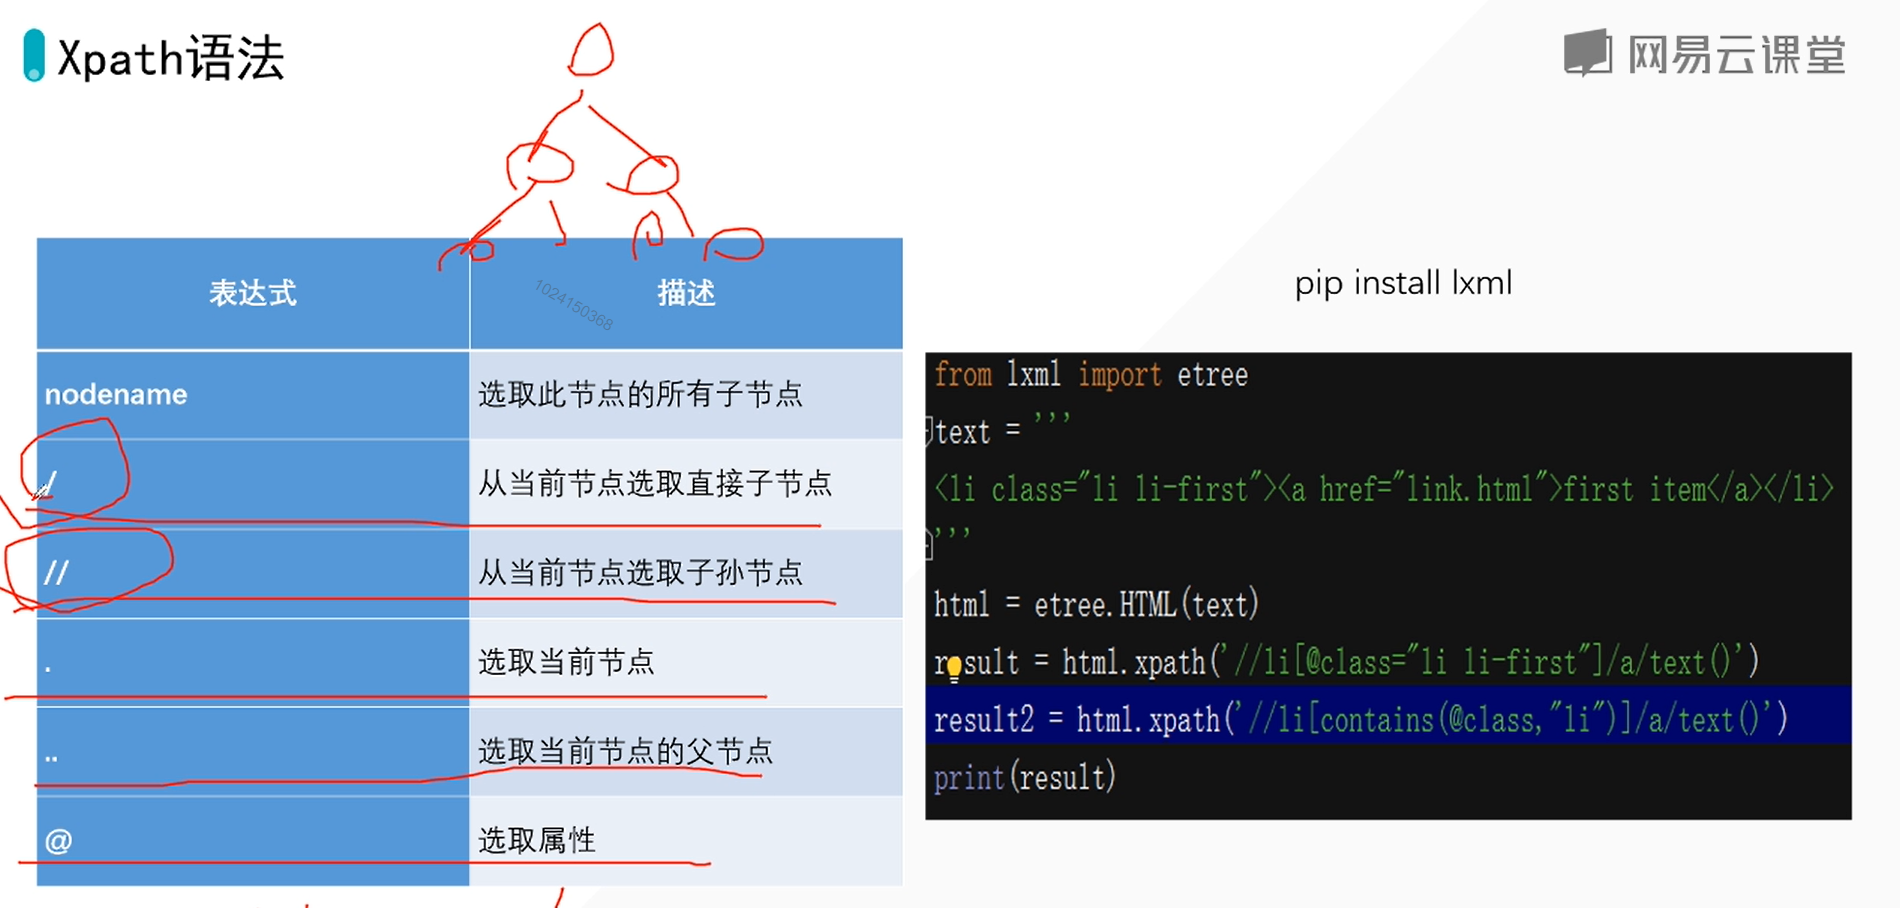 Xpath语法
网易云课堂
表达式
描述
1024150368
nodename
选取此节点的所有子节点
/
从当前节点选取直接子节点
//
从当前节点选取子孙节点
.
选取当前节点
..
选取当前节点的父节点
@
选取属性
pip install lxml
from lxml import etree
text = '''
<li class="li li-first"><a href="link.html">first item</a></li>
'''
html = etree.HTML(text)
result = html.xpath('//li[@class="li li-first"]/a/text()')
result2 = html.xpath('//li[contains(@class,"li")]/a/text()')
print(result)